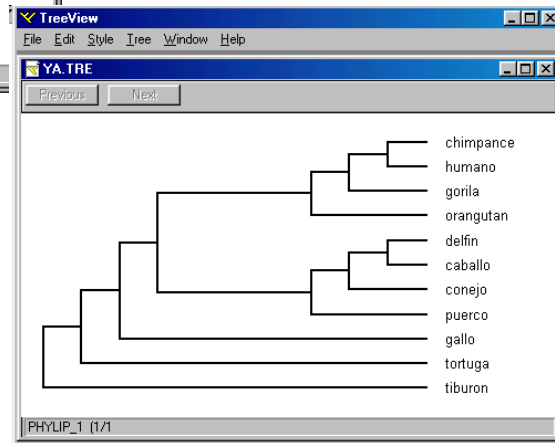 TreeView
File Edit Style Tree Window Help
YA.TRE
Previous Next
chimpance
humano
gorila
orangutan
delfin
caballo
conejo
puerco
gallo
tortuga
tiburon
PHYLIP_1 (1/1